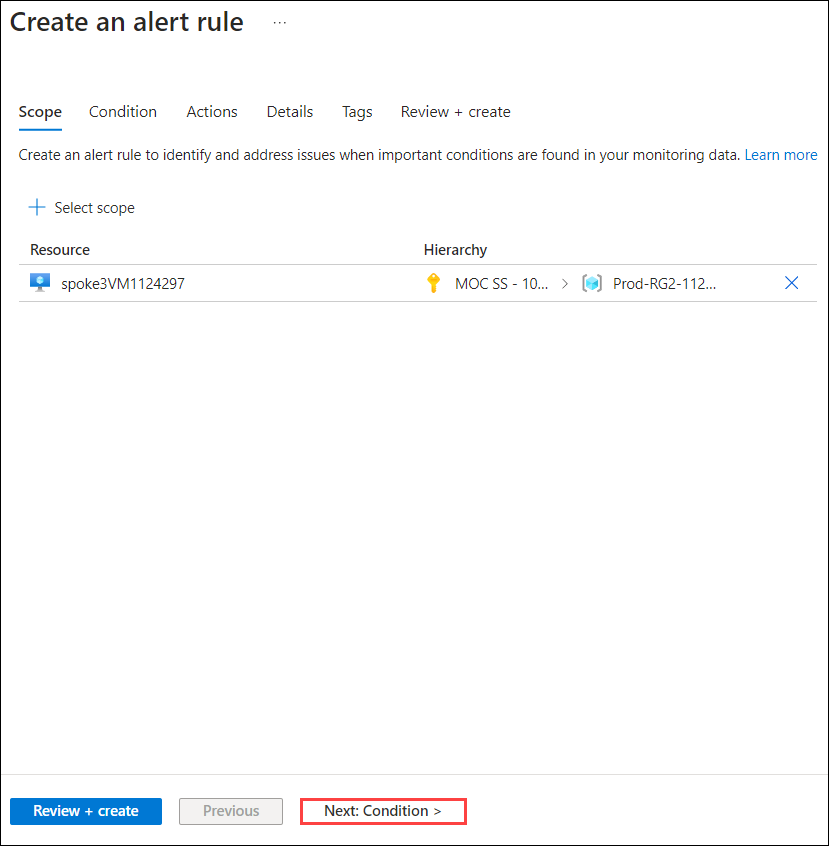 Create an alert rule ...
Scope Condition Actions Details Tags Review + create
Create an alert rule to identify and address issues when important conditions are found in your monitoring data. Learn more
+ Select scope
Resource Hierarchy
spoke3VM1124297 MOC SS - 10... > Prod-RG2-112...
Review + create Previous Next: Condition >